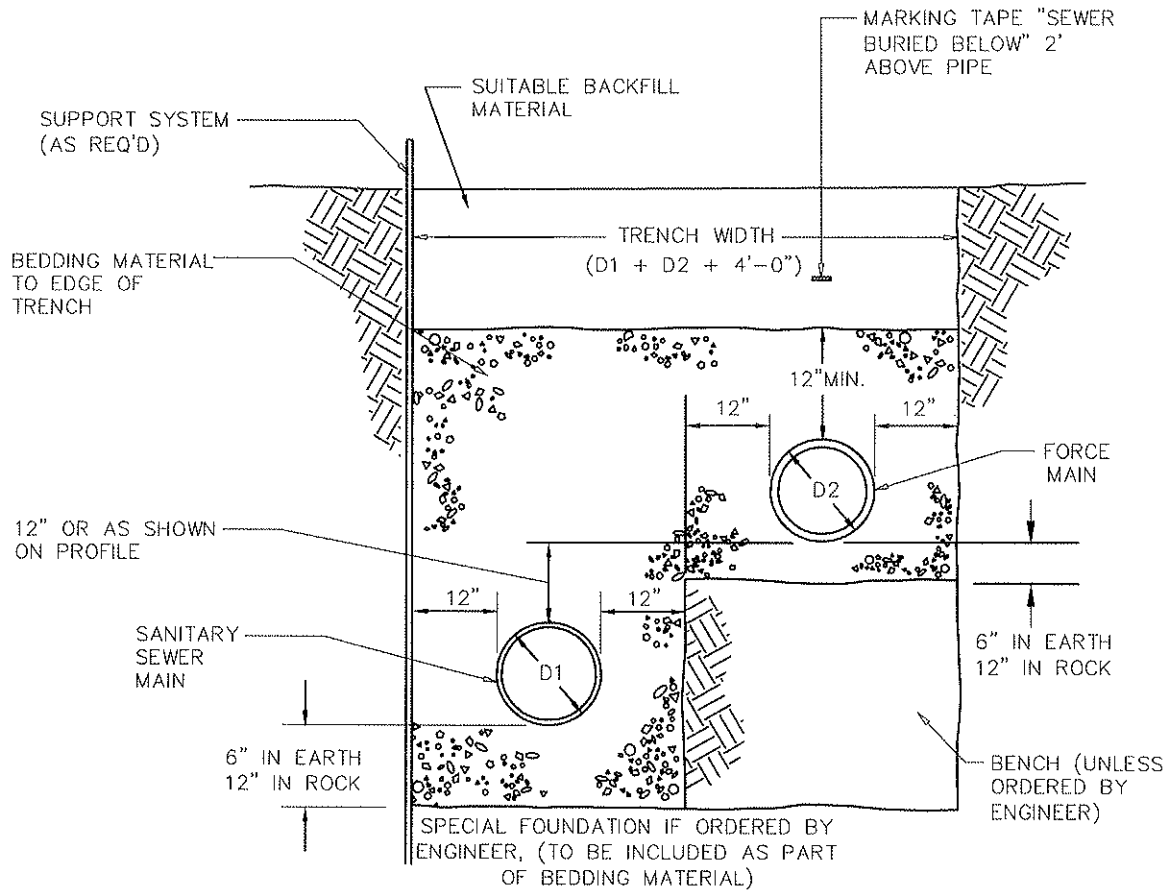 MARKING TAPE "SEWER
BURIED BELOW" 2'
ABOVE PIPE
SUITABLE BACKFILL
MATERIAL
SUPPORT SYSTEM
(AS REQ'D)
TRENCH WIDTH
(D1 + D2 + 4'-0")
BEDDING MATERIAL
TO EDGE OF
TRENCH
12"MIN.
12"
12"
FORCE
MAIN
D2
12" OR AS SHOWN
ON PROFILE
12"
12"
SANITARY
SEWER
MAIN
D1
6" IN EARTH
12" IN ROCK
6" IN EARTH
12" IN ROCK
BENCH (UNLESS
ORDERED BY
ENGINEER)
SPECIAL FOUNDATION IF ORDERED BY
ENGINEER, (TO BE INCLUDED AS PART
OF BEDDING MATERIAL)